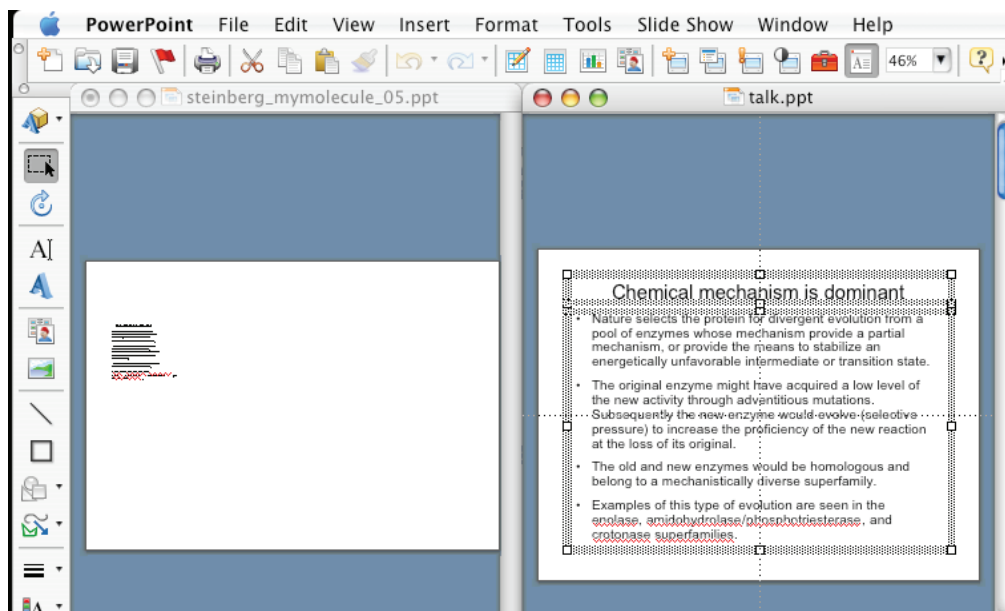 PowerPoint File Edit View Insert Format Tools Slide Show Window Help
46%
steinberg_mymolecule_05.ppt
talk.ppt
AI
A
Chemical mechanism is dominant
• Nature selects the protein for divergent evolution from a
pool of enzymes whose mechanism provide a partial
mechanism, or provide the means to stabilize an
energetically unfavorable intermediate or transition state.
• The original enzyme might have acquired a low level of
the new activity through adventitious mutations.
Subsequently the new enzyme would evolve (selective
pressure) to increase the proficiency of the new reaction
at the loss of its original.
• The old and new enzymes would be homologous and
belong to a mechanistically diverse superfamily.
• Examples of this type of evolution are seen in the
enolase, amidohydrolase/phosphotriesterase, and
crotonase superfamilies.